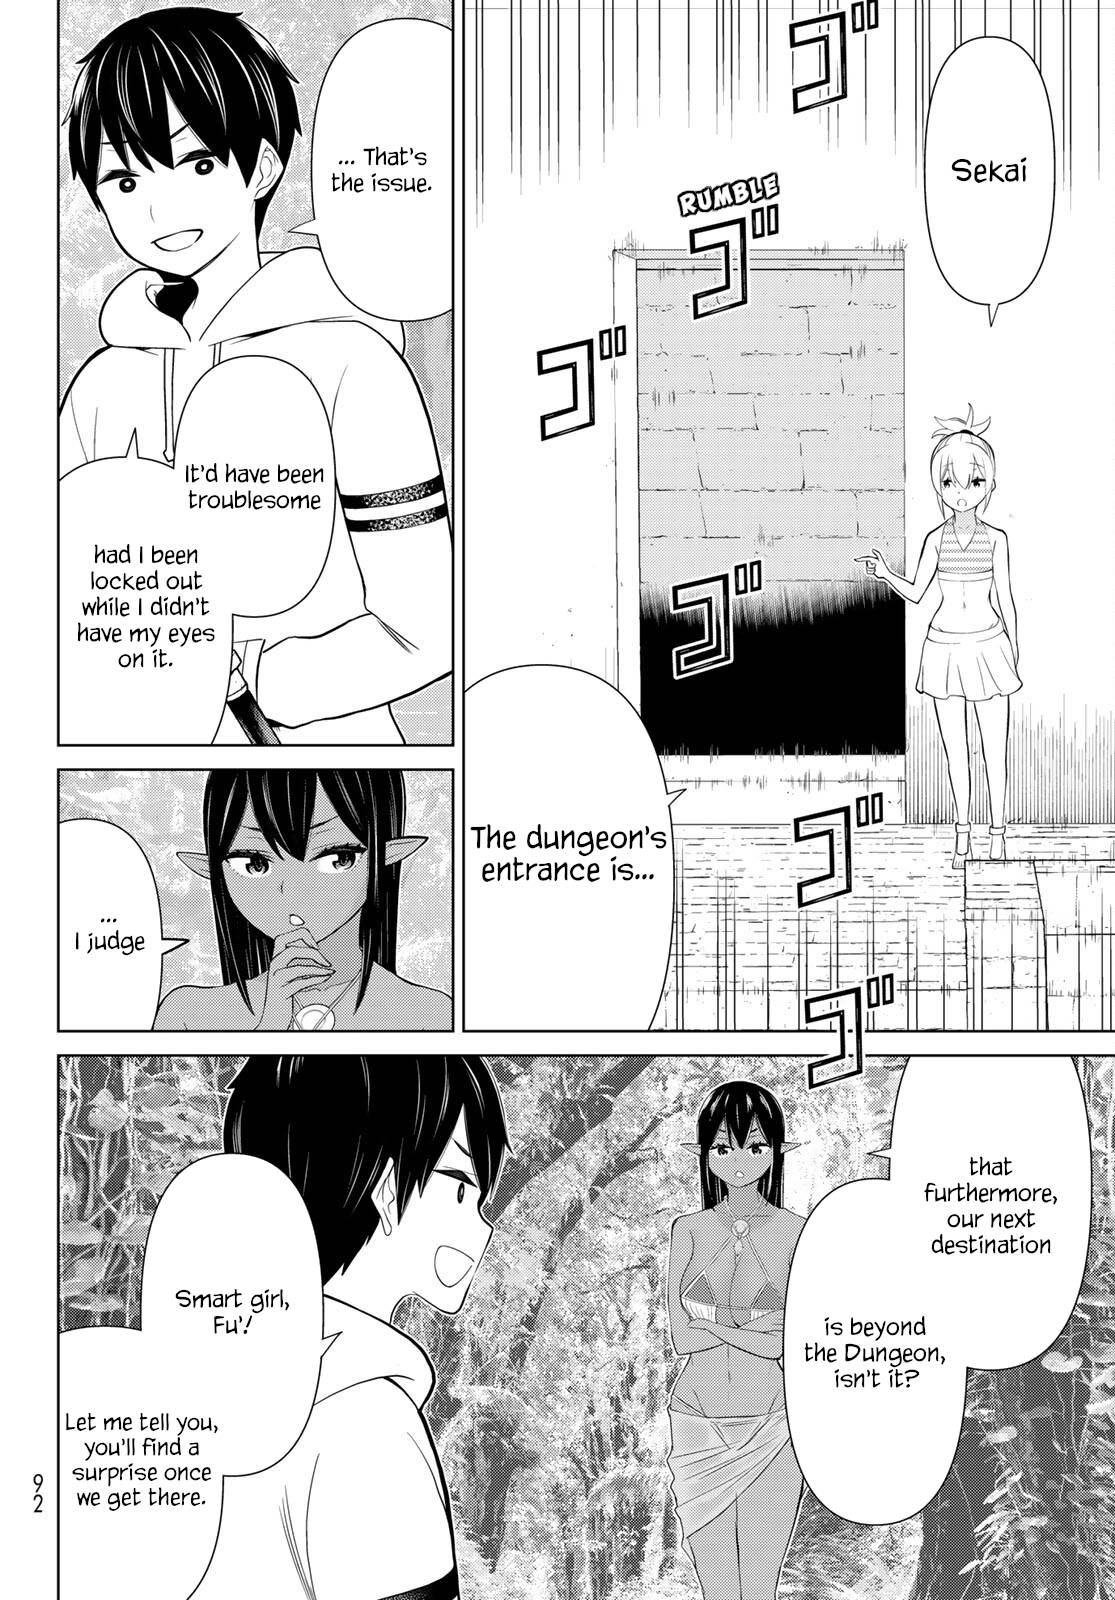 Sekai
ゴ
RUMBLE
ゴ
ゴ
ゴ
The dungeon's
entrance is...
ゴ
ゴ
... That's
the issue.
It'd have been
troublesome
had I been
locked out
while I didn't
have my eyes
on it.
...
I judge
that
furthermore,
our next
destination
is beyond
the Dungeon,
isn't it?
Smart girl,
Fu'!
Let me tell you,
you'll find a
surprise once
we get there.
92